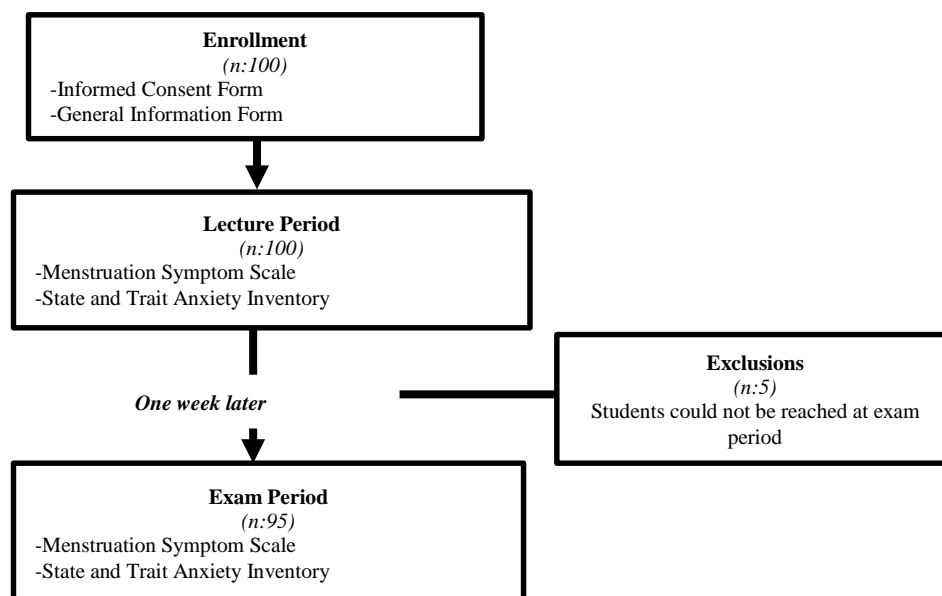 Enrollment
(n:100)
-Informed Consent Form
-General Information Form
Lecture Period
(n:100)
-Menstruation Symptom Scale
-State and Trait Anxiety Inventory
One week later
Exclusions
(n:5)
Students could not be reached at exam
period
Exam Period
(n:95)
-Menstruation Symptom Scale
-State and Trait Anxiety Inventory